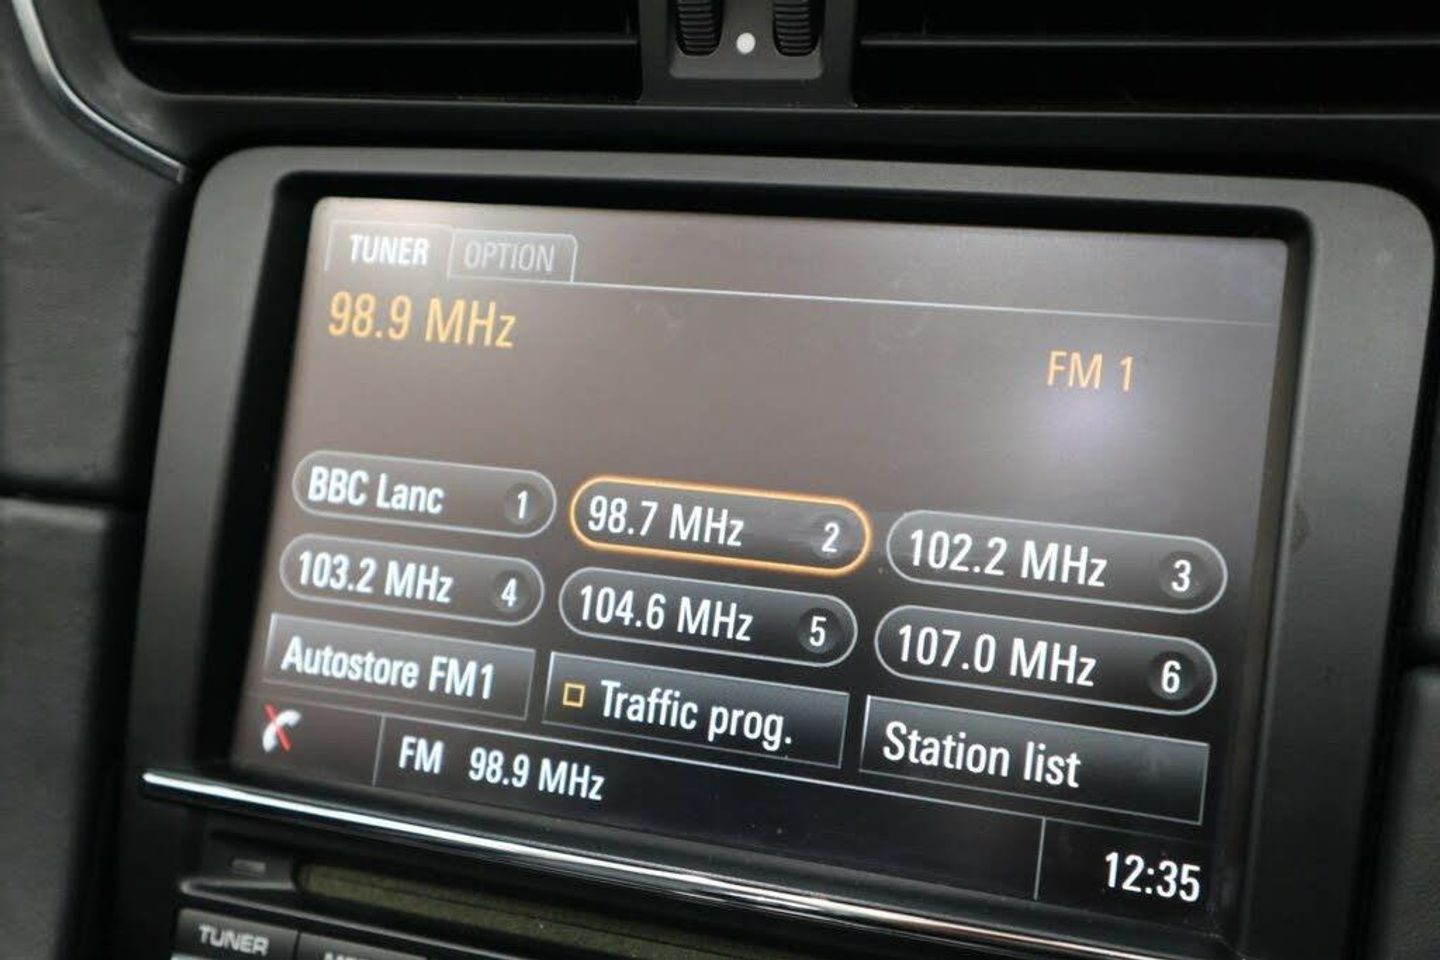 TUNER OPTION
98.9 MHz
FM 1
BBC Lanc 1 98.7 MHz 2 102.2 MHz 3
103.2 MHz 4 104.6 MHz 5 107.0 MHz 6
Autostore FM1 Traffic prog. Station list
FM 98.9 MHz 12:35
TUNER